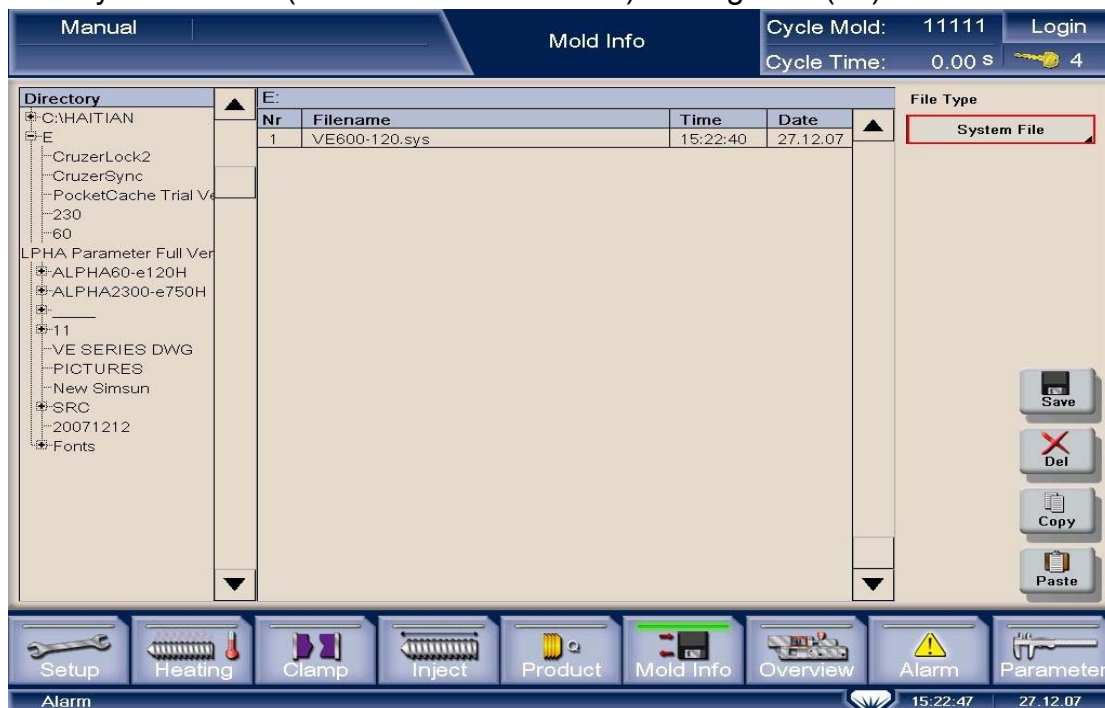 Manual
Mold Info
Cycle Mold: 11111
Login
Cycle Time: 0.00 s
4
Directory
C:\HAITIAN
E
CruzerLock2
CruzerSync
PocketCache Trial Ve
230
60
LPHA Parameter Full Ver
ALPHA60-e120H
ALPHA2300-e750H
_____
11
VE SERIES DWG
PICTURES
New Simsun
SRC
20071212
Fonts
E:
Nr Filename Time Date
1 VE600-120.sys 15:22:40 27.12.07
File Type
System File
Save
Del
Copy
Paste
Setup Heating Clamp Inject Product Mold Info Overview Alarm Parameter
Alarm 15:22:47 27.12.07